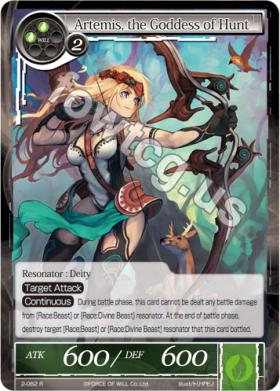 Artemis, the Goddess of Hunt
WILL
2
fowtcg.us
Resonator : Deity
Target Attack
Continuous During battle phase, this card cannot be dealt any battle damage
from [Race:Beast] or [Race:Divine Beast] resonator. At the end of battle phase,
destroy target [Race:Beast] or [Race:Divine Beast] resonator that this card battled.
ATK 600 / DEF 600
2-062 R ©FORCE OF WILL Co.,Ltd.